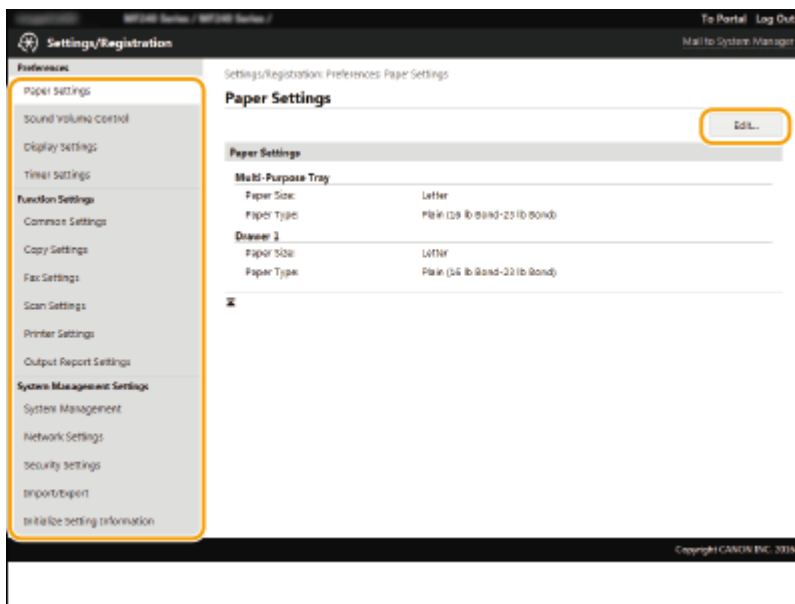 MF240 Series / MF240 Series /
To Portal Log Out
Settings/Registration
Mail to System Manager
Preferences
Paper Settings
Sound Volume Control
Display Settings
Timer Settings
Function Settings
Common Settings
Copy Settings
Fax Settings
Scan Settings
Printer Settings
Output Report Settings
System Management Settings
System Management
Network Settings
Security Settings
Import/Export
Initialize Setting Information
Settings/Registration: Preferences: Paper Settings
Paper Settings
Edit...
Paper Settings
Multi-Purpose Tray
Paper Size: Letter
Paper Type: Plain (16 lb Bond-23 lb Bond)
Drawer 1
Paper Size: Letter
Paper Type: Plain (16 lb Bond-23 lb Bond)
Copyright CANON INC.